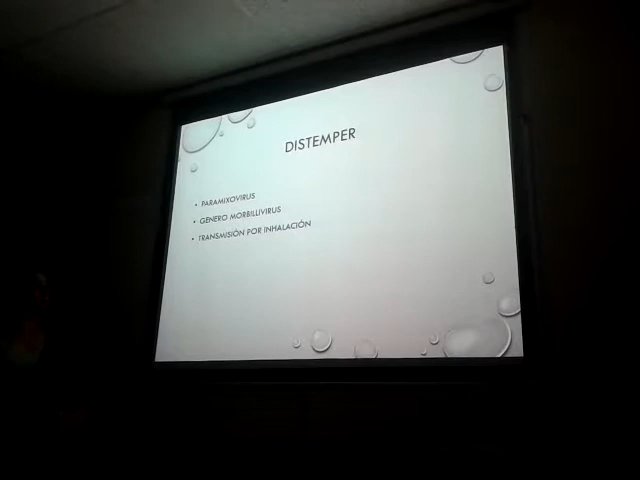 DISTEMPER
• PARAMIXOVIRUS
• GENERO MORBILLIVIRUS
• TRANSMISIÓN POR INHALACIÓN